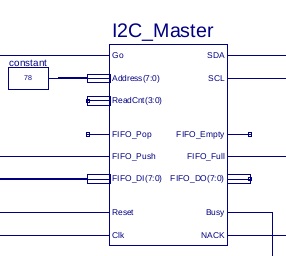 I2C_Master
Go
SDA
constant
78
Address(7:0)
SCL
ReadCnt(3:0)
FIFO_Pop
FIFO_Empty
FIFO_Push
FIFO_Full
FIFO_DI(7:0)
FIFO_DO(7:0)
Reset
Busy
Clk
NACK